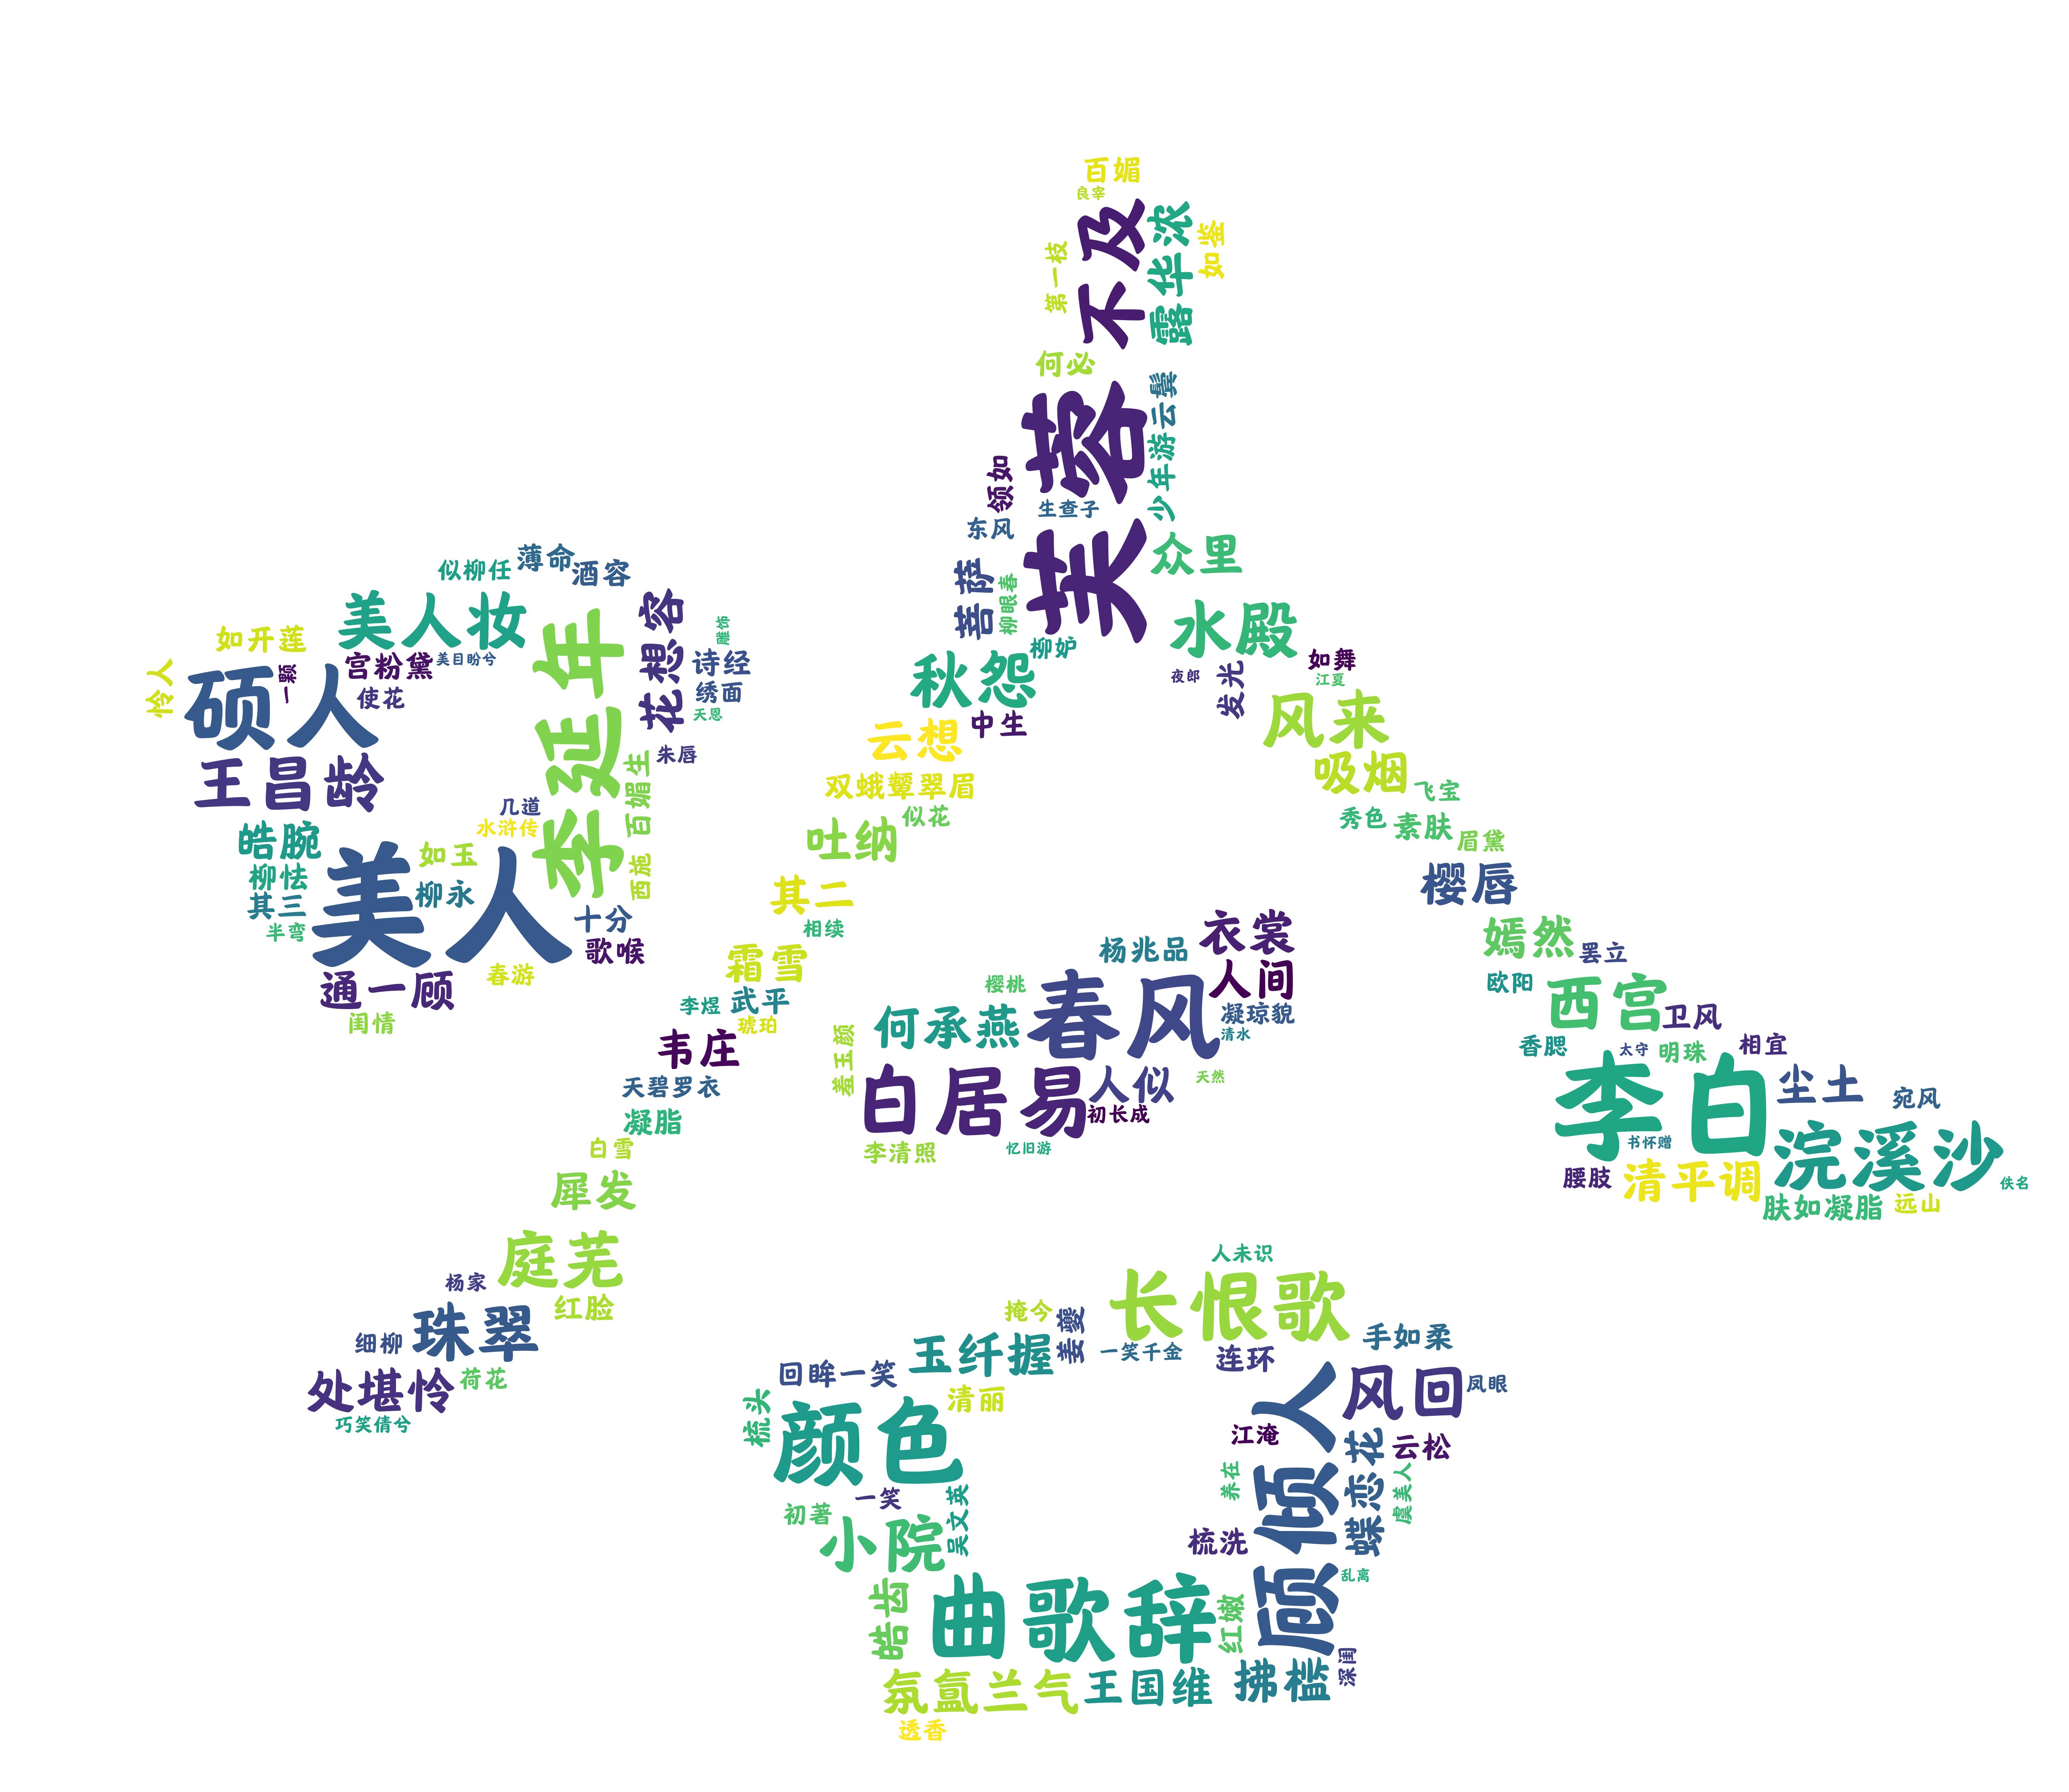 百媚
良宰
不及
露华浓
如鉴
第一枝
何必
芙蓉
云鬓
少年游
领如
生查子
东风
众里
菩萨
柳眼春
水殿
柳妒
秋怨
夜郎
发光
如舞
江夏
中生
云想
风来
吸烟
双蛾颦翠眉
飞宝
似花
秀色
素肤
眉黛
吐纳
樱唇
其二
相续
嫣然
罢立
霜雪
欧阳
西宫
卫风
李煜
武平
琥珀
香腮
太守
明珠
相宜
韦庄
李白
尘土
宛风
天碧罗衣
书怀赠
浣溪沙
凝脂
腰肢
清平调
佚名
白雪
肤如凝脂
远山
犀发
庭芜
杨家
红脸
细柳
珠翠
处堪怜
荷花
巧笑倩兮
似柳任
薄命
酒容
美人妆
花想容
雕饰
如开莲
宫粉黛
美目盼兮
诗经
怜人
硕人
一颗
使花
李延年
绣面
天恩
朱唇
王昌龄
百媚生
几道
水浒传
皓腕
如玉
西施
柳怯
柳永
其三
美人
十分
半弯
歌喉
通一顾
春游
闺情
杨兆品
衣裳
人间
樱桃
何承燕
春风
凝琼貌
清水
羞玉颜
白居易
人似
天然
初长成
李清照
忆旧游
人未识
长恨歌
掩今
姜夔
一笑千金
连环
手如柔
回眸一笑
玉纤握
清丽
风回
凤眼
梳头
颜色
江淹
顾倾人
蝶恋花
云松
养在
虞美人
一笑
初著
吴文英
小院
梳洗
乱离
皓齿
曲歌辞
红嫩
氛氲兰气
王国维
拂槛
深闺
透香